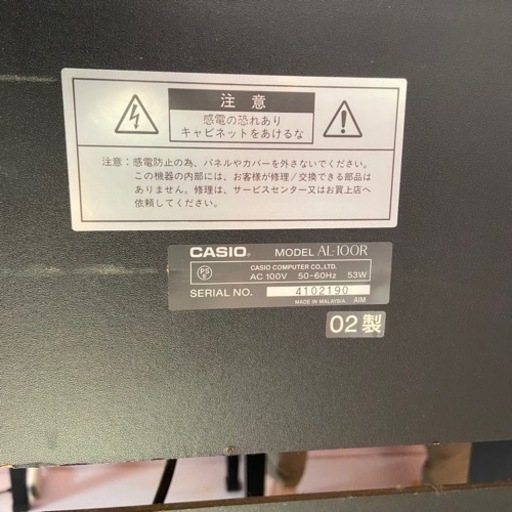 注 意
感電の恐れあり
キャビネットをあけるな
注意：感電防止の為、パネルやカバーを外さないでください。
この機器の内部には、お客様が修理/交換できる部品は
ありません。修理は、サービスセンター又はお買上店へ
依頼してください。
CASIO. MODEL AL-100R
PS E CASIO COMPUTER CO.,LTD.
AC 100V 50-60Hz 53W
SERIAL NO. 4102190
MADE IN MALAYSIA AIM
02製